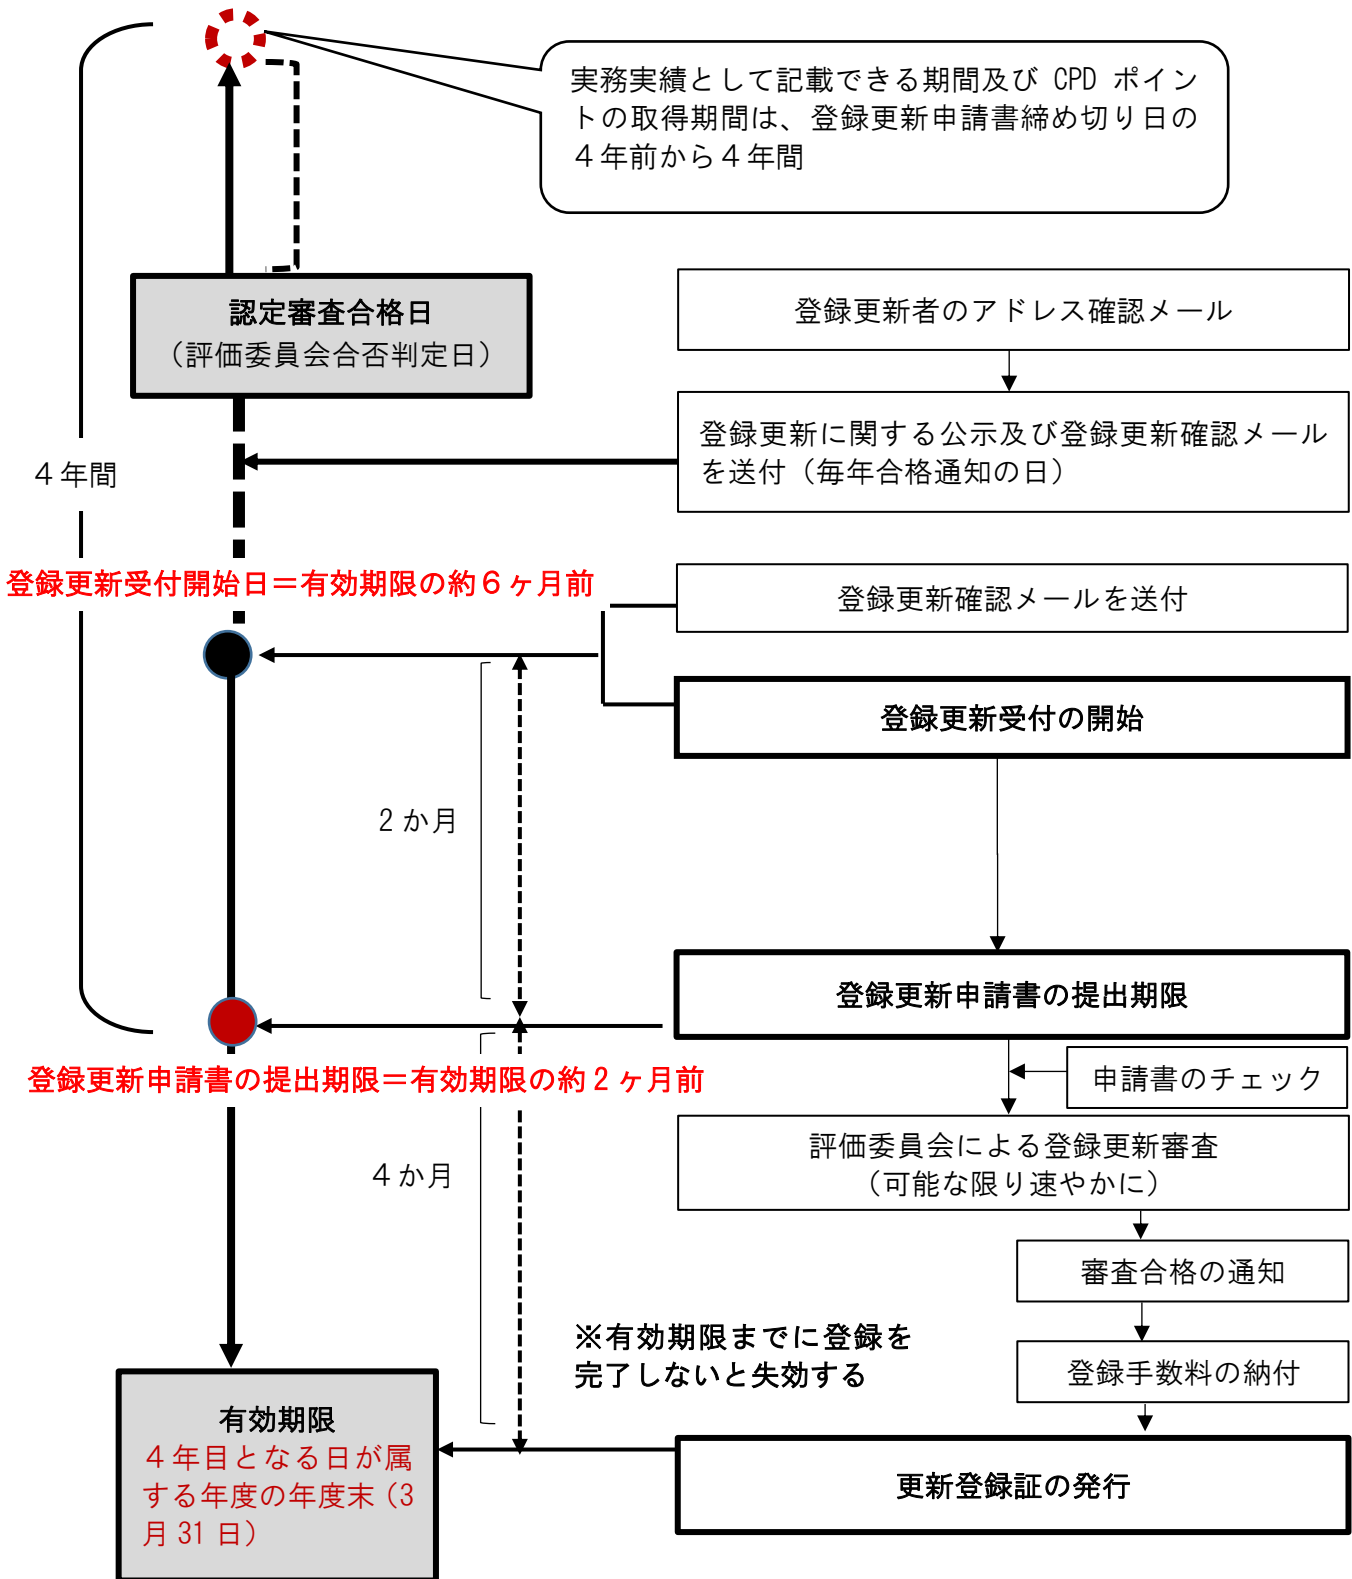 実務実績として記載できる期間及び CPD ポイン
トの取得期間は、登録更新申請書締め切り日の
４年前から４年間
認定審査合格日
（評価委員会合否判定日）
登録更新者のアドレス確認メール
登録更新に関する公示及び登録更新確認メール
を送付（毎年合格通知の日）
４年間
登録更新受付開始日＝有効期限の約６ヶ月前
登録更新確認メールを送付
登録更新受付の開始
２か月
登録更新申請書の提出期限
登録更新申請書の提出期限＝有効期限の約２ヶ月前
申請書のチェック
評価委員会による登録更新審査
（可能な限り速やかに）
４か月
審査合格の通知
※有効期限までに登録を
完了しないと失効する
登録手数料の納付
有効期限
４年目となる日が属
する年度の年度末（3
月 31 日）
更新登録証の発行